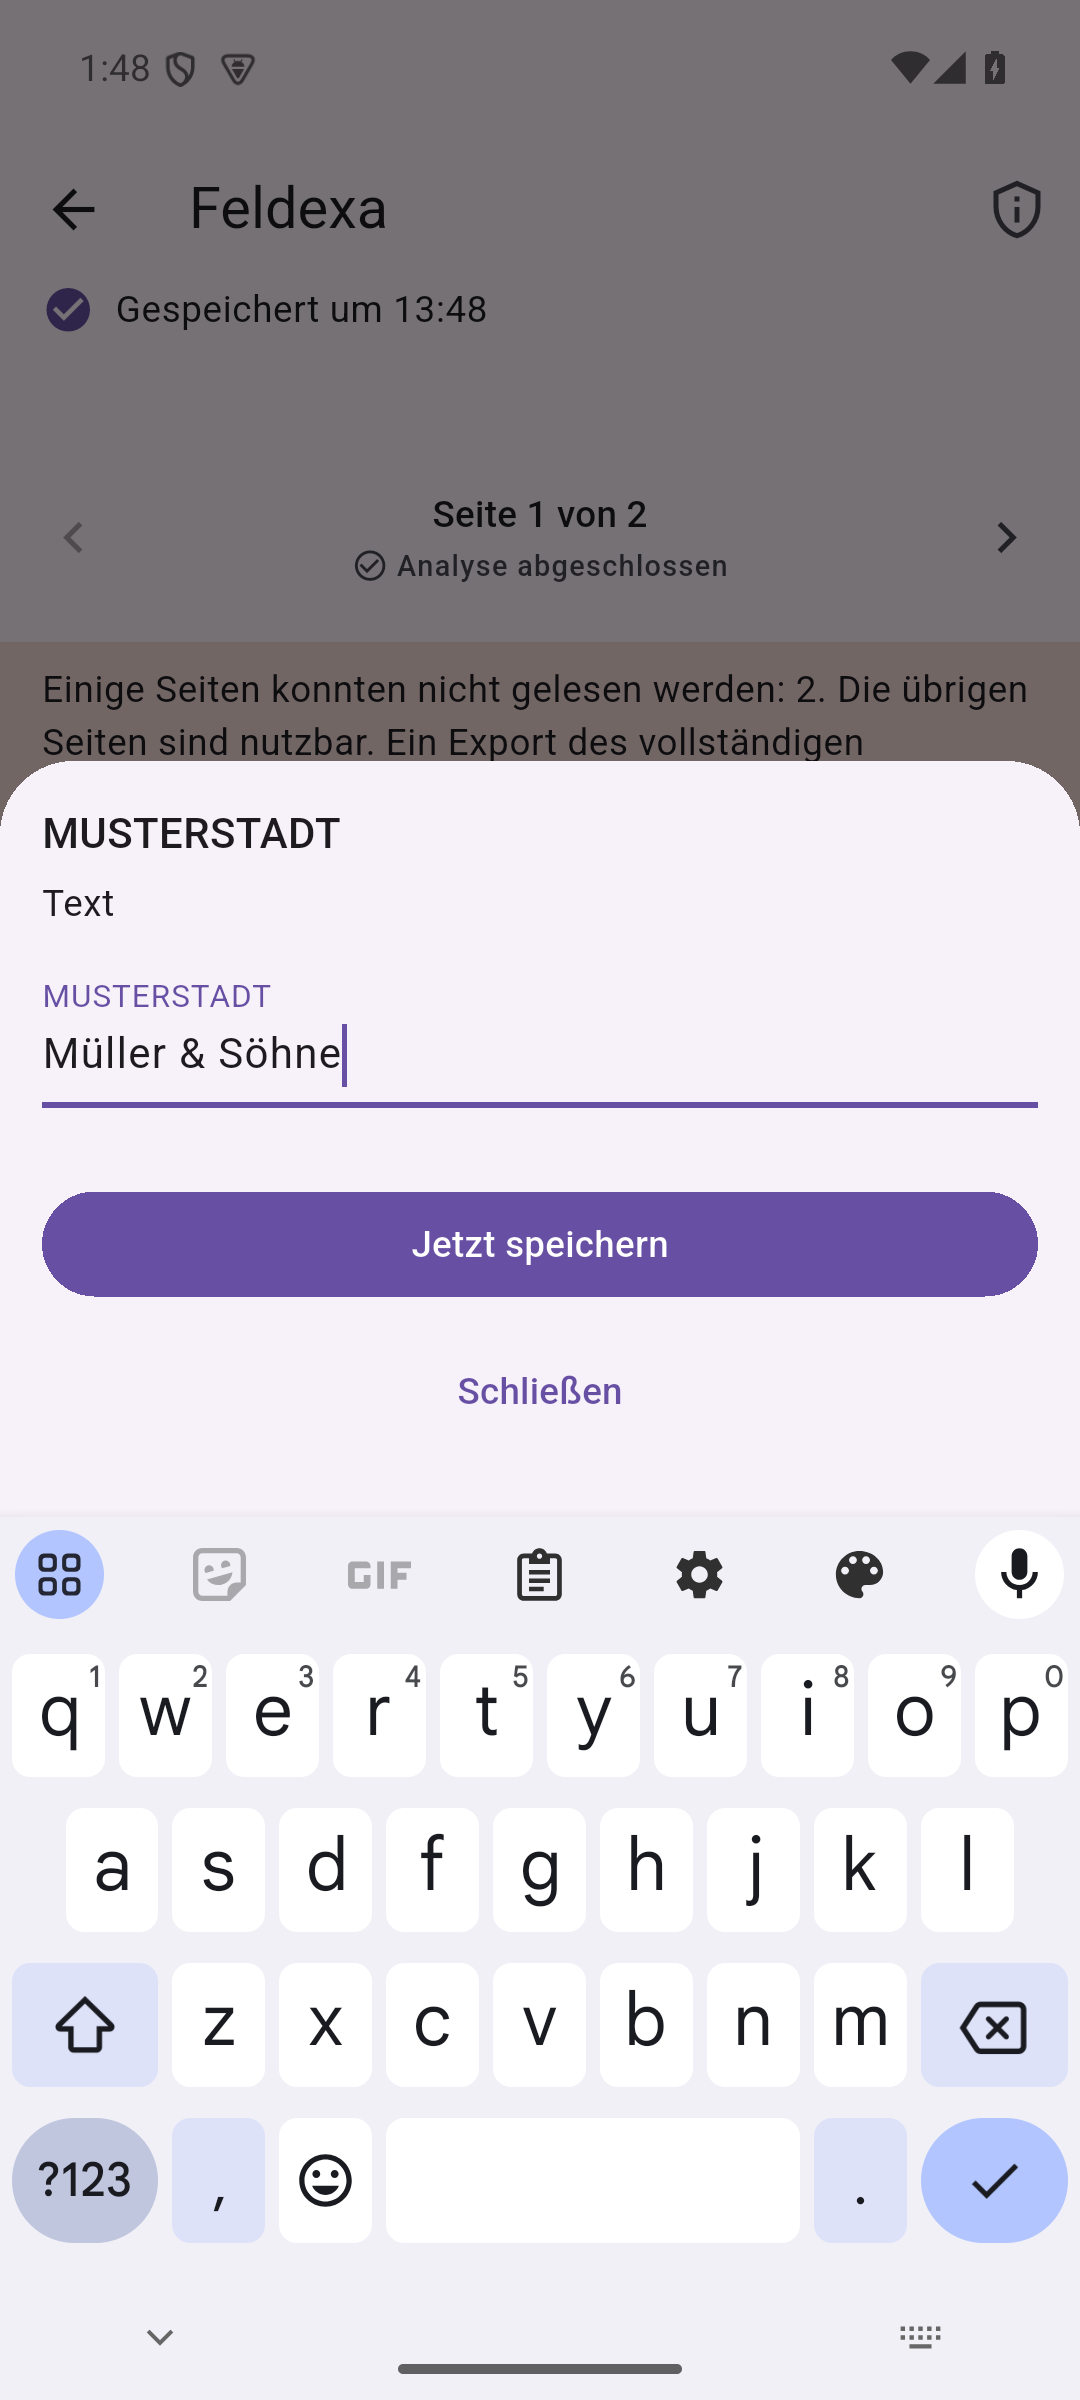 1:48
Feldexa
Gespeichert um 13:48
Seite 1 von 2
Analyse abgeschlossen
Einige Seiten konnten nicht gelesen werden: 2. Die übrigen
Seiten sind nutzbar. Ein Export des vollständigen
MUSTERSTADT
Text
MUSTERSTADT
Müller & Söhne
Jetzt speichern
Schließen
GIF
q1 w2 e3 r4 t5 y6 u7 i8 o9 p0
a s d f g h j k l
z x c v b n m
?123 , .